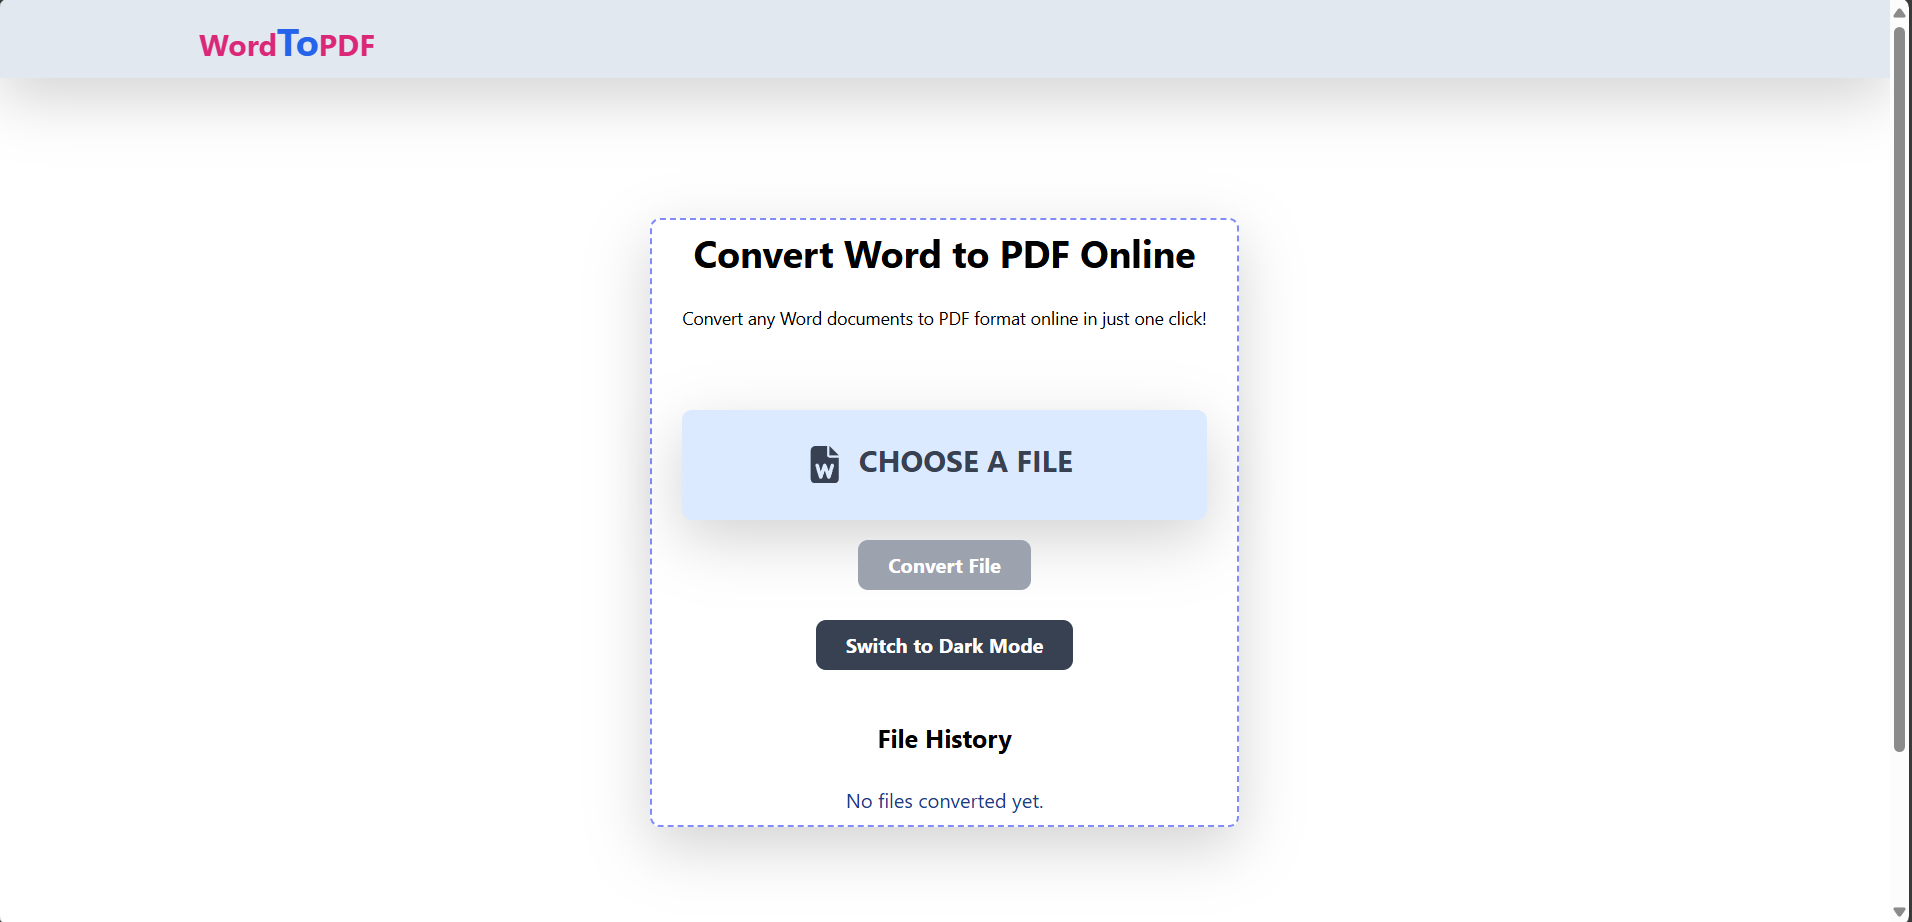 WordToPDF
Convert Word to PDF Online
Convert any Word documents to PDF format online in just one click!
W CHOOSE A FILE
Convert File
Switch to Dark Mode
File History
No files converted yet.